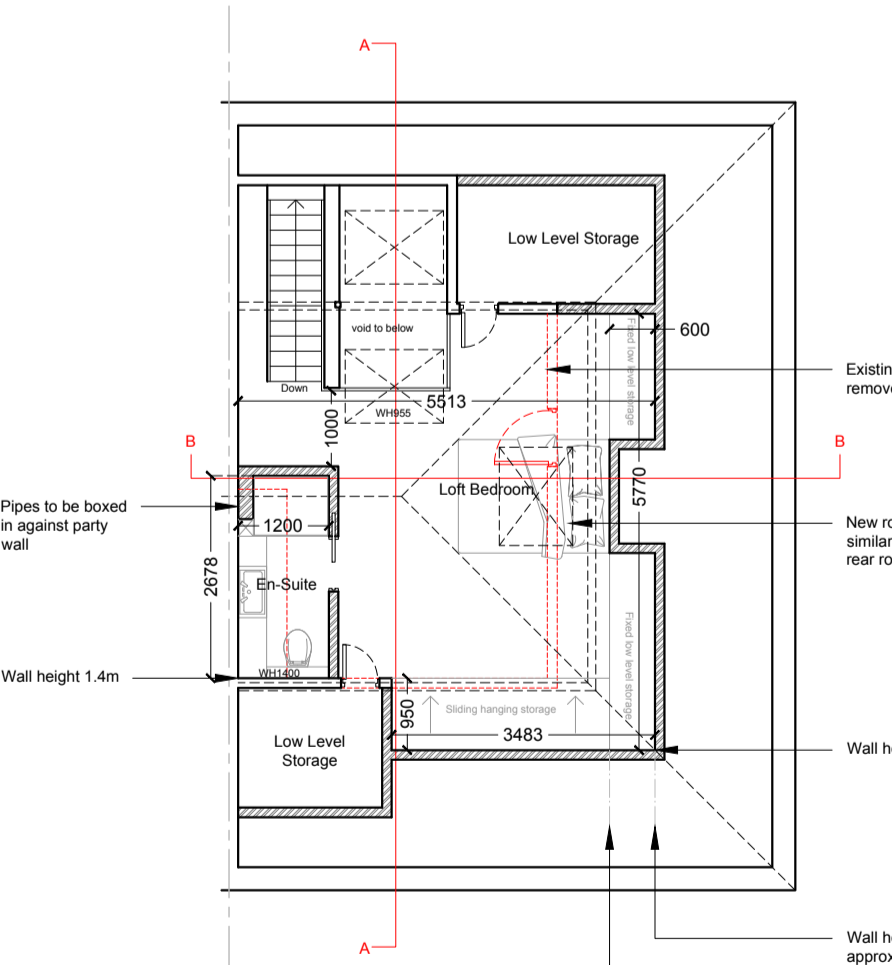 A
Low Level Storage
void to below
600
Fixed low level storage
Existin
remove
Down
WH955
5513
1000
B
B
Loft Bedroom
5770
Pipes to be boxed
in against party
wall
1200
New ro
similar
rear ro
2678
En-Suite
Fixed low level storage
Wall height 1.4m
WH1400
950
Sliding hanging storage
3483
Low Level
Storage
Wall he
A
Wall he
approx